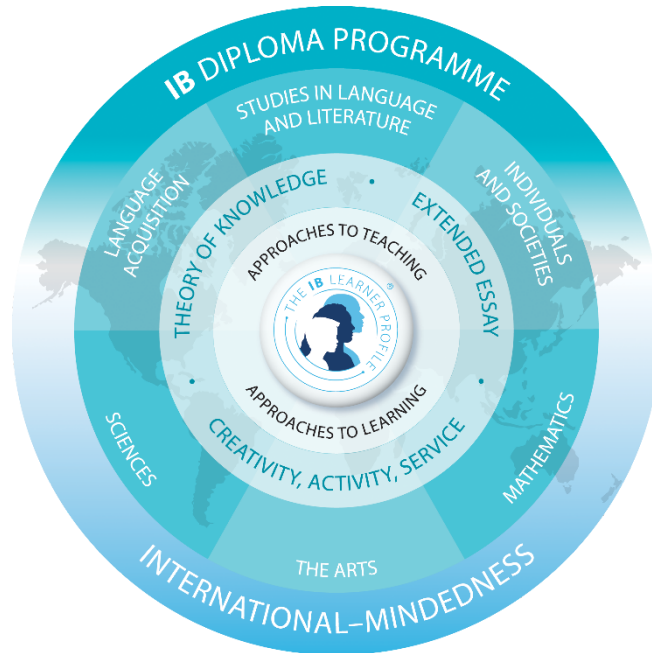 IB DIPLOMA PROGRAMME
STUDIES IN LANGUAGE
AND LITERATURE
LANGUAGE
ACQUISITION
INDIVIDUALS
AND SOCIETIES
THEORY OF KNOWLEDGE
•
EXTENDED ESSAY
APPROACHES TO TEACHING
• THE IB LEARNER PROFILE •
®
APPROACHES TO LEARNING
•
CREATIVITY, ACTIVITY, SERVICE
•
SCIENCES
MATHEMATICS
THE ARTS
INTERNATIONAL–MINDEDNESS